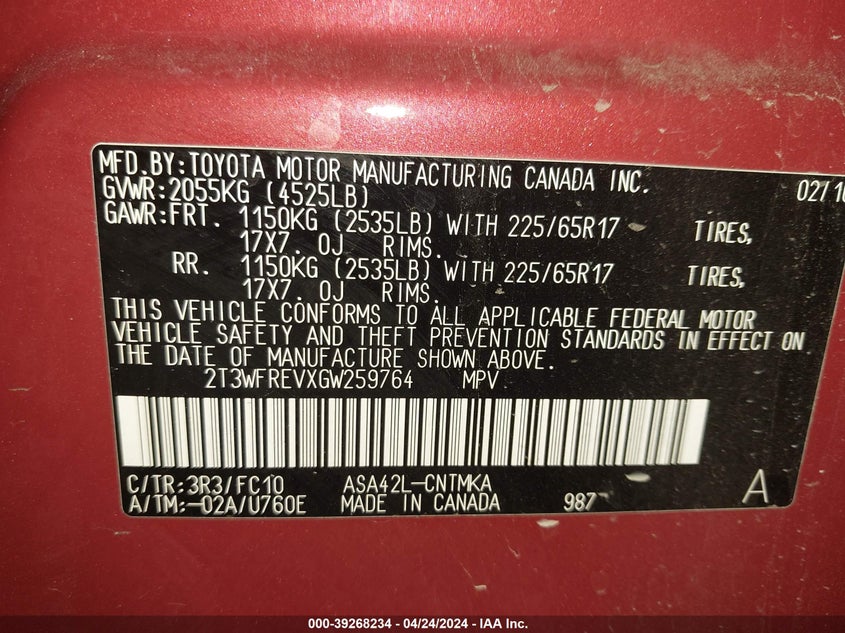 MFD.BY:TOYOTA MOTOR MANUFACTURING CANADA INC. 02/16
GVWR:2055KG (4525LB)
GAWR:FRT. 1150KG (2535LB) WITH 225/65R17 TIRES,
17X7. 0J RIMS.
RR. 1150KG (2535LB) WITH 225/65R17 TIRES,
17X7. 0J RIMS.
THIS VEHICLE CONFORMS TO ALL APPLICABLE FEDERAL MOTOR
VEHICLE SAFETY AND THEFT PREVENTION STANDARDS IN EFFECT ON
THE DATE OF MANUFACTURE SHOWN ABOVE.
2T3WFREVXGW259764 MPV
C/TR:3R3/FC10 ASA42L-CNTMKA
A/TM:-02A/U760E MADE IN CANADA 987 A
000-39268234 - 04/24/2024 - IAA Inc.